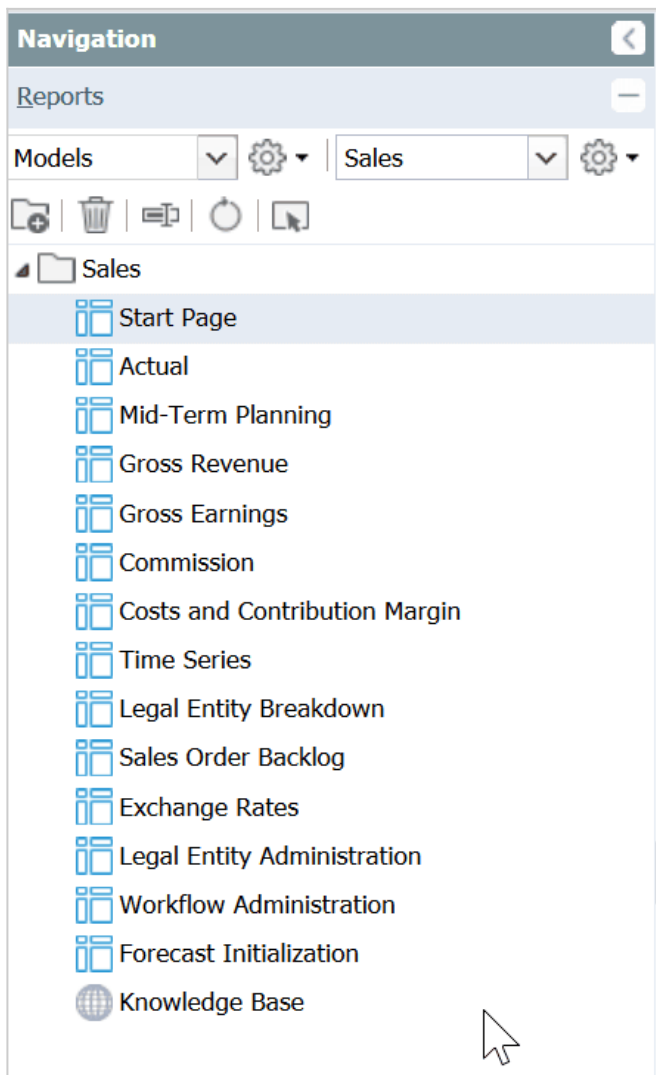 Navigation
Reports
Models Sales
Sales
Start Page
Actual
Mid-Term Planning
Gross Revenue
Gross Earnings
Commission
Costs and Contribution Margin
Time Series
Legal Entity Breakdown
Sales Order Backlog
Exchange Rates
Legal Entity Administration
Workflow Administration
Forecast Initialization
Knowledge Base